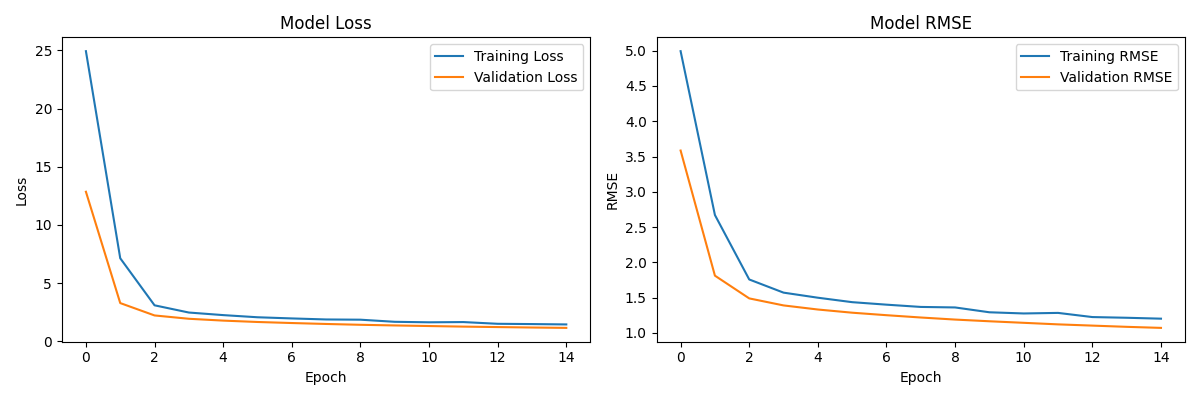 Model Loss
Training Loss
Validation Loss
25
20
15
10
5
0
Loss
0 2 4 6 8 10 12 14
Epoch
Model RMSE
Training RMSE
Validation RMSE
5.0
4.5
4.0
3.5
3.0
2.5
2.0
1.5
1.0
RMSE
0 2 4 6 8 10 12 14
Epoch